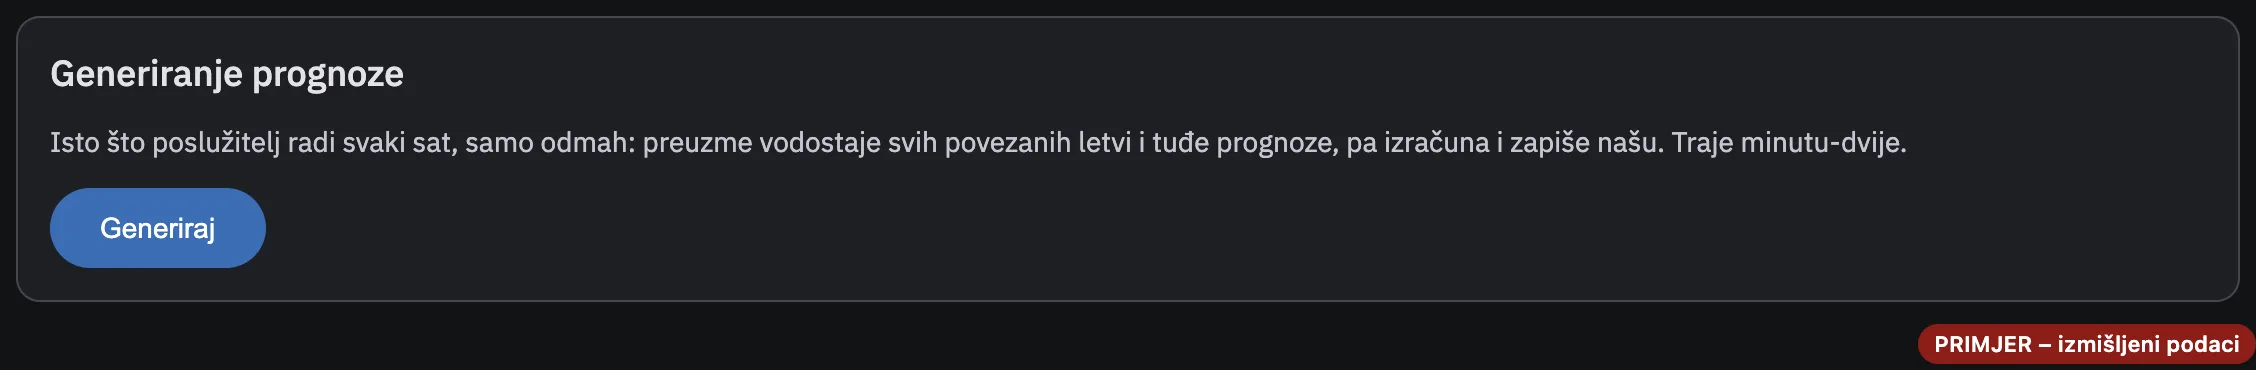 Generiranje prognoze
Isto što poslužitelj radi svaki sat, samo odmah: preuzme vodostaje svih povezanih letvi i tuđe prognoze, pa izračuna i zapiše našu. Traje minutu-dvije.
Generiraj
PRIMJER – izmišljeni podaci